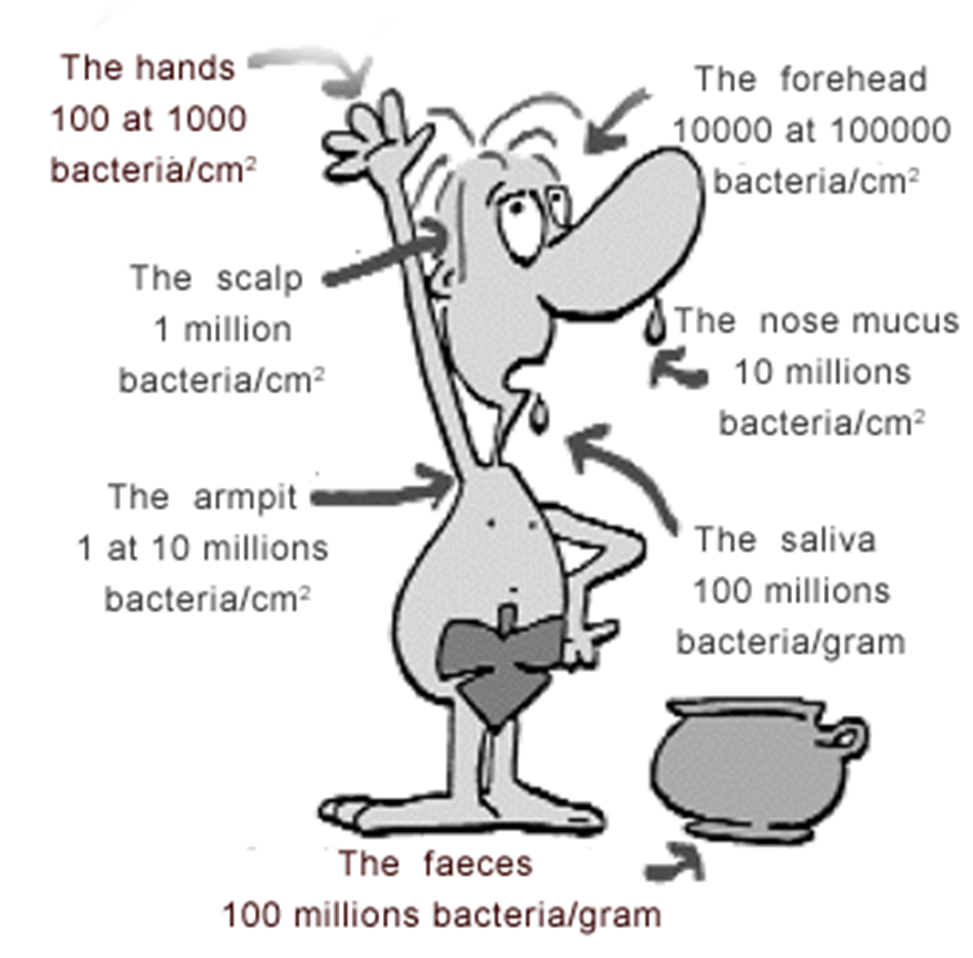 The hands
100 at 1000
bacteria/cm²
The forehead
10000 at 100000
bacteria/cm²
The scalp
1 million
bacteria/cm²
The nose mucus
10 millions
bacteria/cm²
The armpit
1 at 10 millions
bacteria/cm²
The saliva
100 millions
bacteria/gram
The faeces
100 millions bacteria/gram